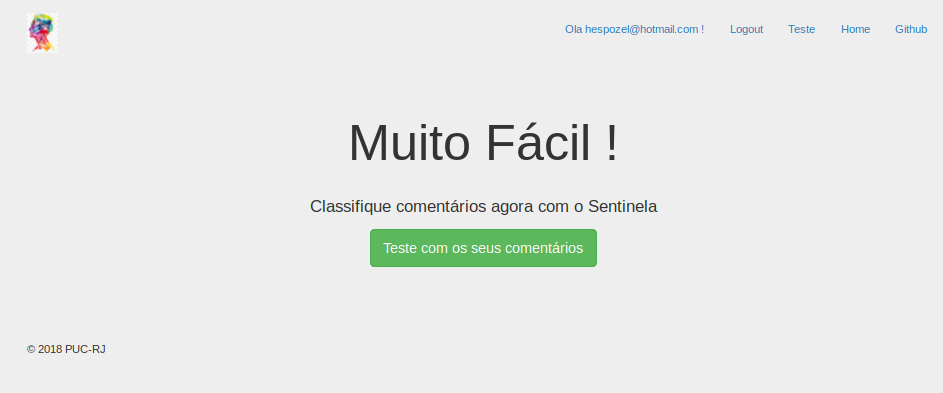 Ola hespozel@hotmail.com ! Logout Teste Home Github
Muito Fácil !
Classifique comentários agora com o Sentinela
Teste com os seus comentários
© 2018 PUC-RJ